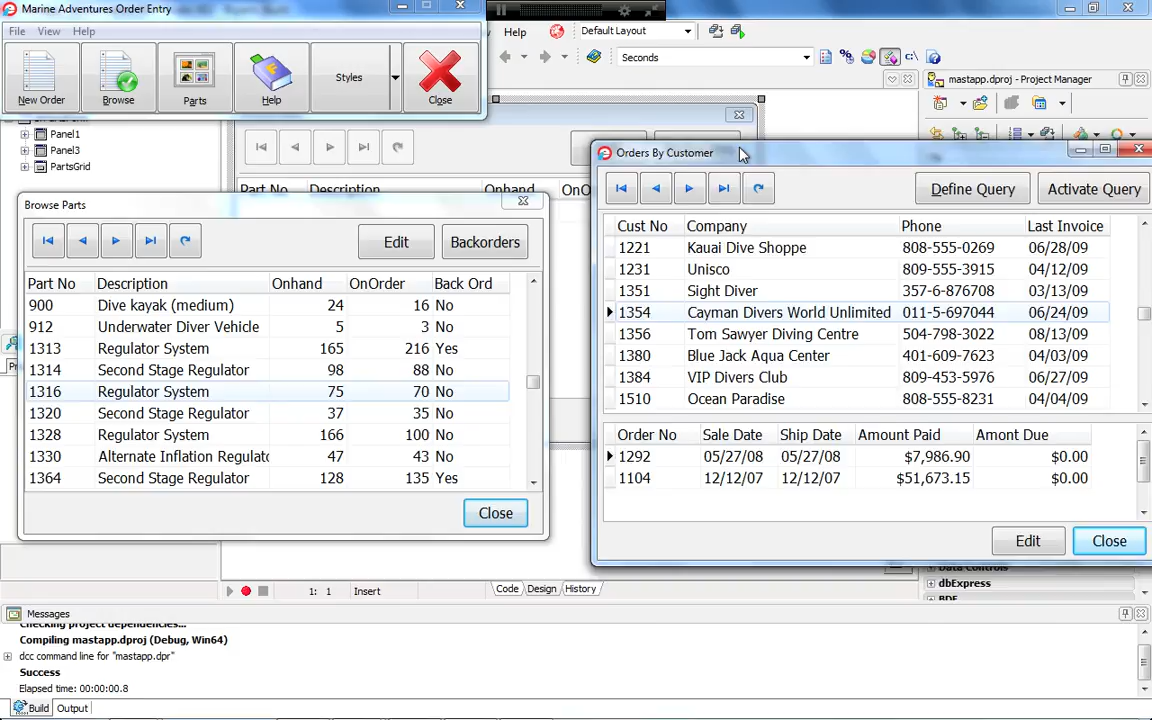 Marine Adventures Order Entry
File View Help
New Order Browse Parts Help Styles Close
Help Default Layout
Seconds
mastapp.dproj - Project Manager
Panel1
Panel3
PartsGrid
Part No Description Onhand
Browse Parts
Edit Backorders
Part No Description Onhand OnOrder Back Ord
900 Dive kayak (medium) 24 16 No
912 Underwater Diver Vehicle 5 3 No
1313 Regulator System 165 216 Yes
1314 Second Stage Regulator 98 88 No
1316 Regulator System 75 70 No
1320 Second Stage Regulator 37 35 No
1328 Regulator System 166 100 No
1330 Alternate Inflation Regulato 47 43 No
1364 Second Stage Regulator 128 135 Yes
Close
Orders By Customer
Define Query Activate Query
Cust No Company Phone Last Invoice
1221 Kauai Dive Shoppe 808-555-0269 06/28/09
1231 Unisco 809-555-3915 04/12/09
1351 Sight Diver 357-6-876708 03/13/09
1354 Cayman Divers World Unlimited 011-5-697044 06/24/09
1356 Tom Sawyer Diving Centre 504-798-3022 08/13/09
1380 Blue Jack Aqua Center 401-609-7623 04/03/09
1384 VIP Divers Club 809-453-5976 06/27/09
1510 Ocean Paradise 808-555-8231 04/04/09
Order No Sale Date Ship Date Amount Paid Amont Due
1292 05/27/08 05/27/08 $7,986.90 $0.00
1104 12/12/07 12/12/07 $51,673.15 $0.00
Edit Close
Data Controls
dbExpress
BDE
1: 1 Insert Code Design History
Messages
Checking project dependencies...
Compiling mastapp.dproj (Debug, Win64)
dcc command line for "mastapp.dpr"
Success
Elapsed time: 00:00:00.8
Build Output